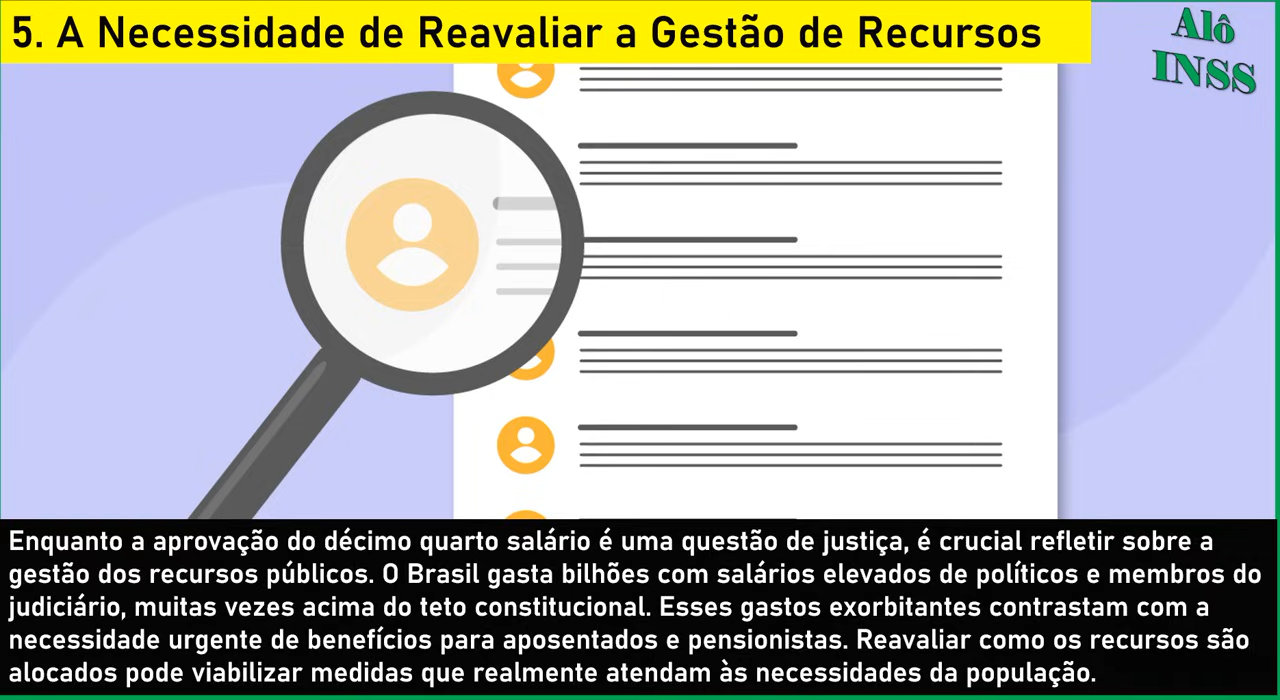 5. A Necessidade de Reavaliar a Gestão de Recursos
Alô
INSS
Enquanto a aprovação do décimo quarto salário é uma questão de justiça, é crucial refletir sobre a
gestão dos recursos públicos. O Brasil gasta bilhões com salários elevados de políticos e membros do
judiciário, muitas vezes acima do teto constitucional. Esses gastos exorbitantes contrastam com a
necessidade urgente de benefícios para aposentados e pensionistas. Reavaliar como os recursos são
alocados pode viabilizar medidas que realmente atendam às necessidades da população.